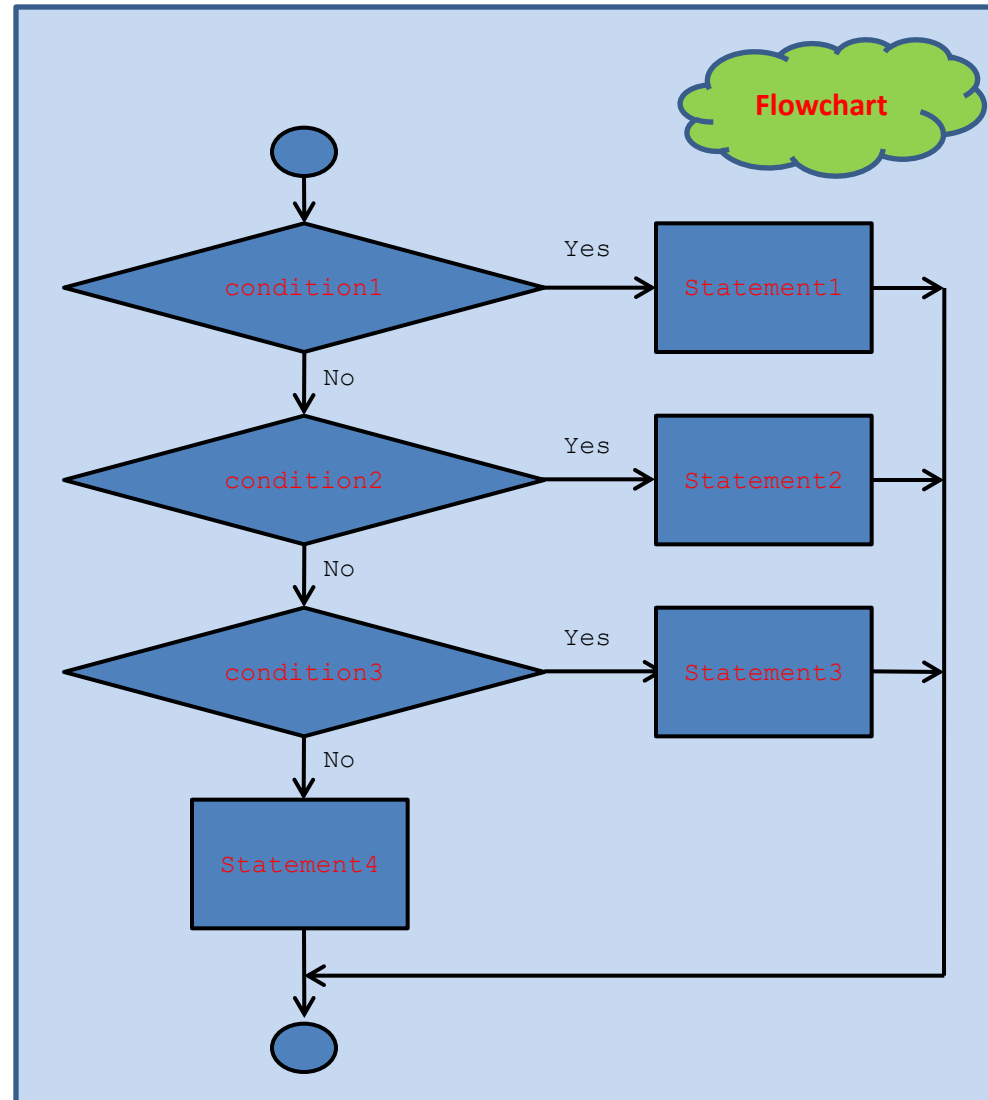 Flowchart
condition1
Yes
Statement1
No
condition2
Yes
Statement2
No
condition3
Yes
Statement3
No
Statement4